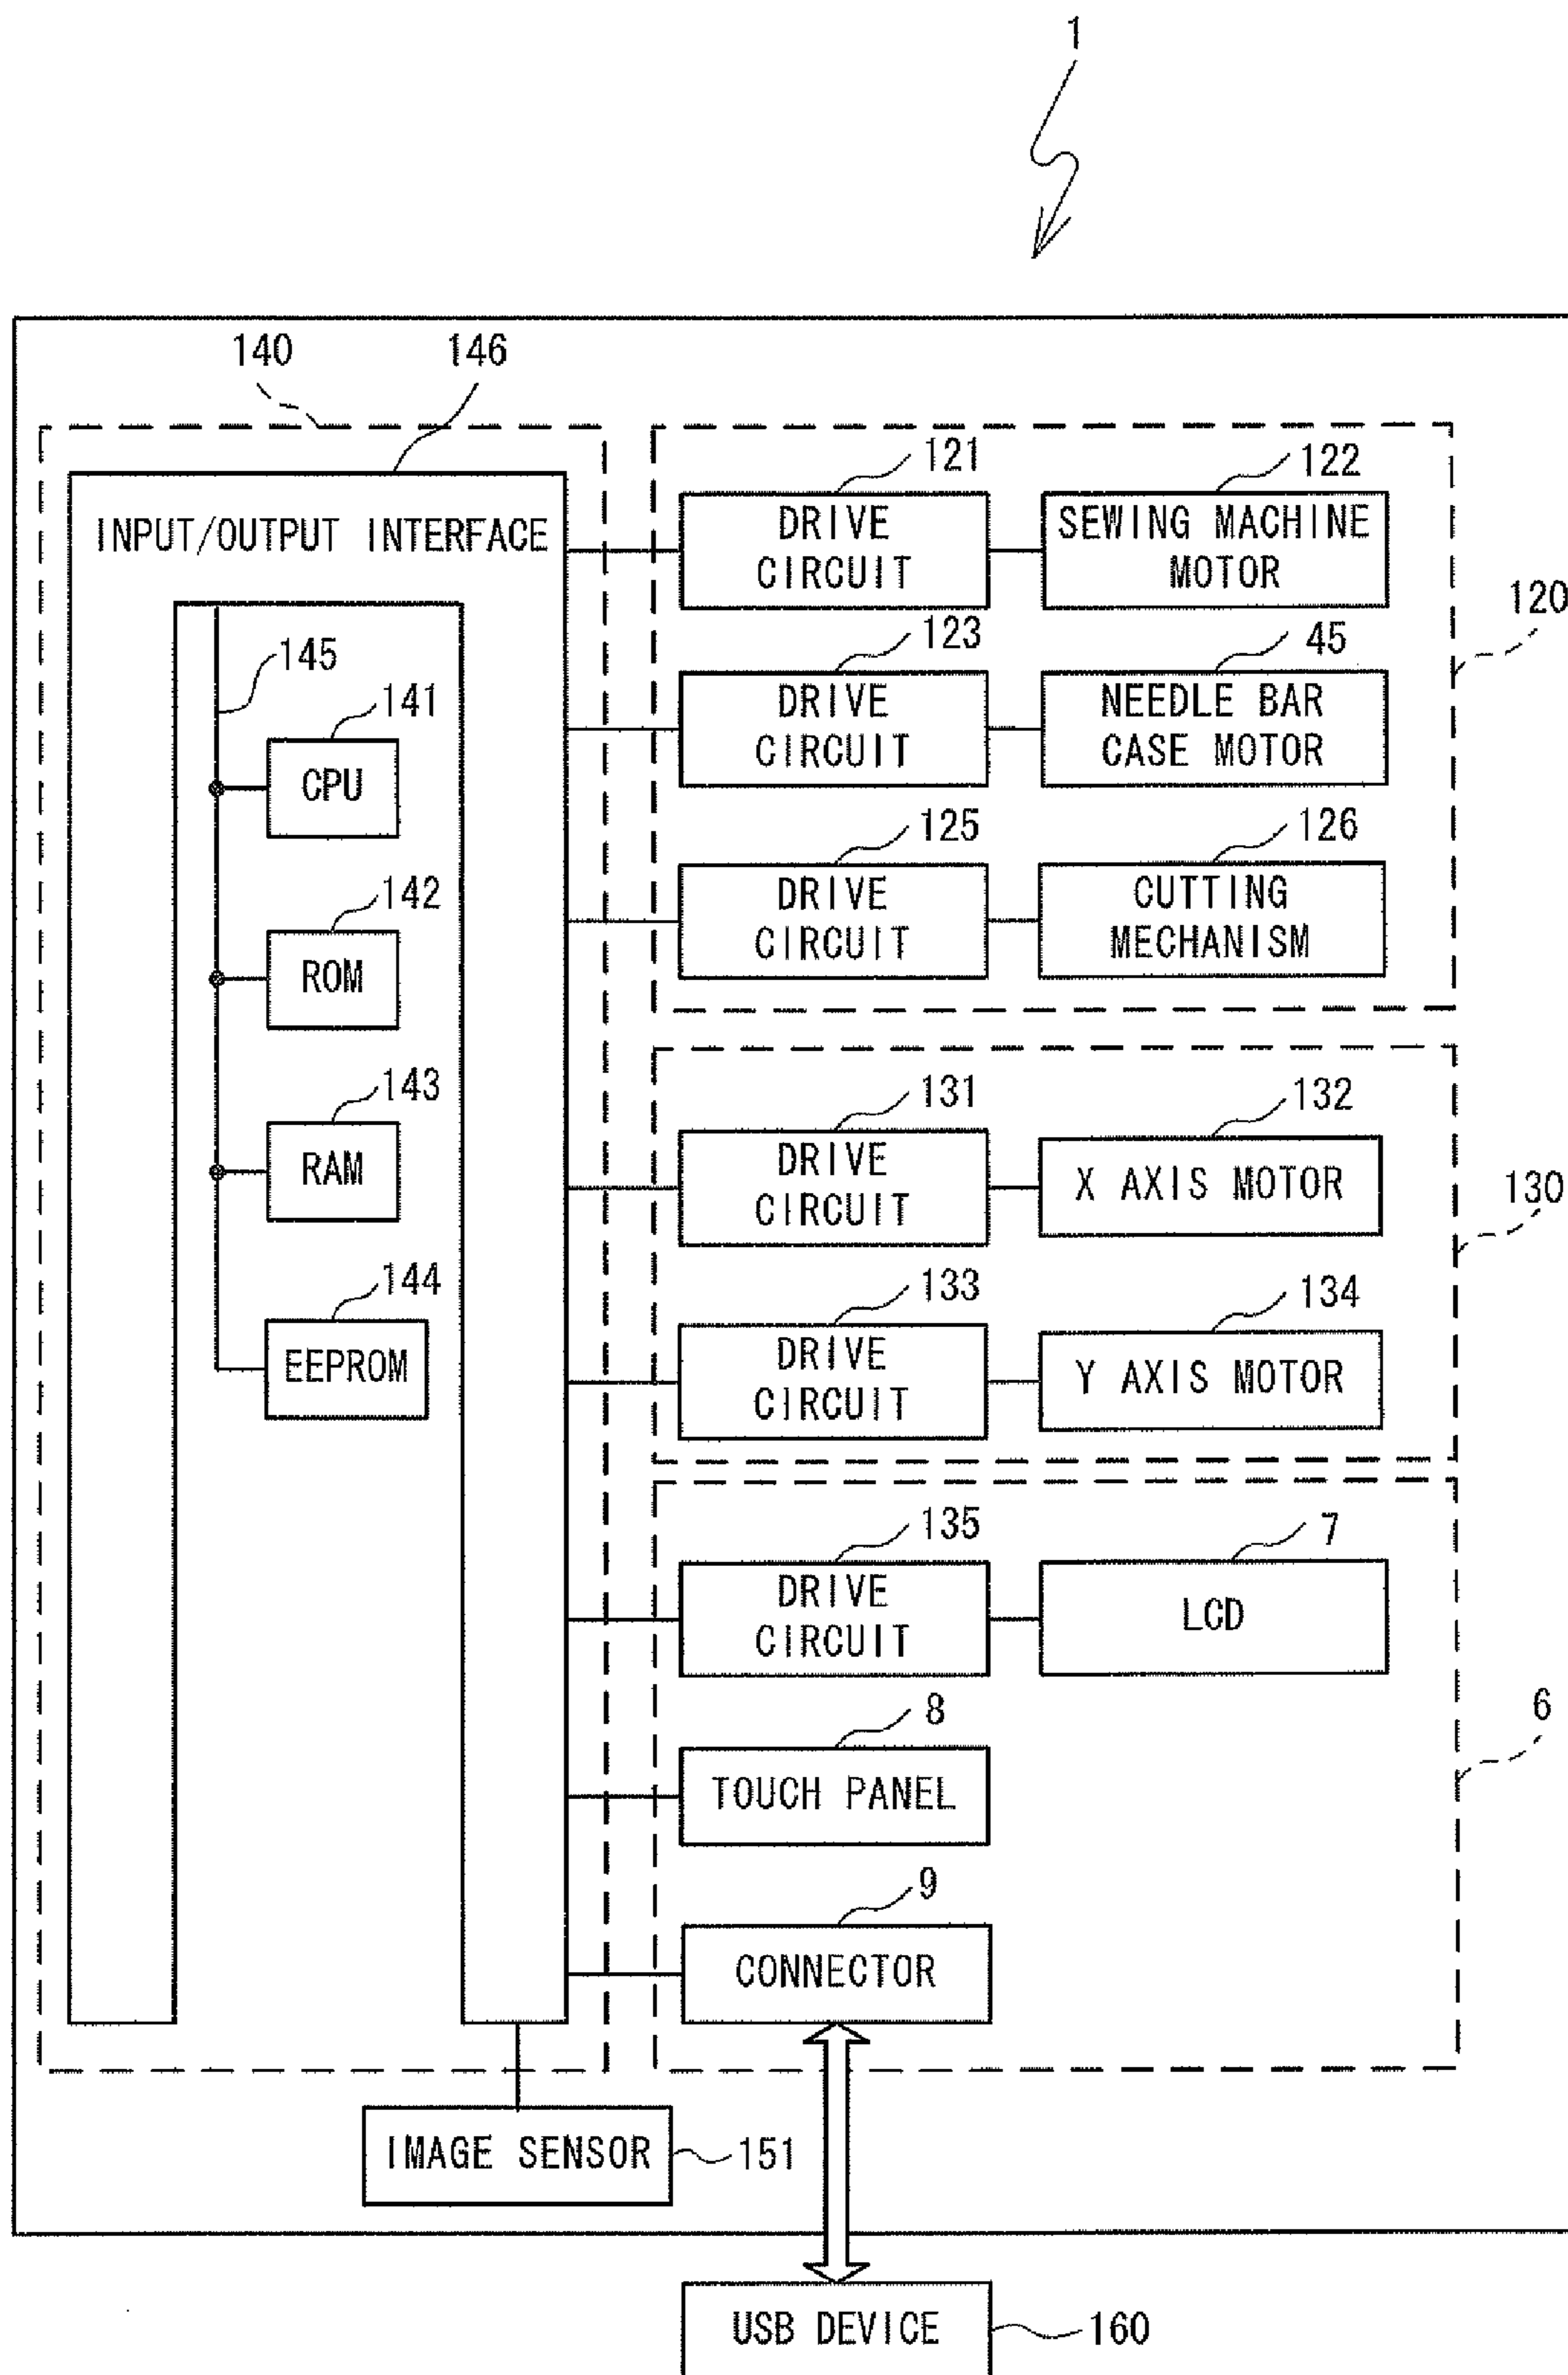 1
140
146
121
122
INPUT/OUTPUT INTERFACE
DRIVE
CIRCUIT
SEWING MACHINE
MOTOR
120
145
123
45
DRIVE
CIRCUIT
NEEDLE BAR
CASE MOTOR
141
CPU
125
126
DRIVE
CIRCUIT
CUTTING
MECHANISM
142
ROM
143
RAM
131
132
DRIVE
CIRCUIT
X AXIS MOTOR
130
144
EEPROM
133
134
DRIVE
CIRCUIT
Y AXIS MOTOR
135
7
DRIVE
CIRCUIT
LCD
8
TOUCH PANEL
6
9
CONNECTOR
IMAGE SENSOR
151
USB DEVICE
160